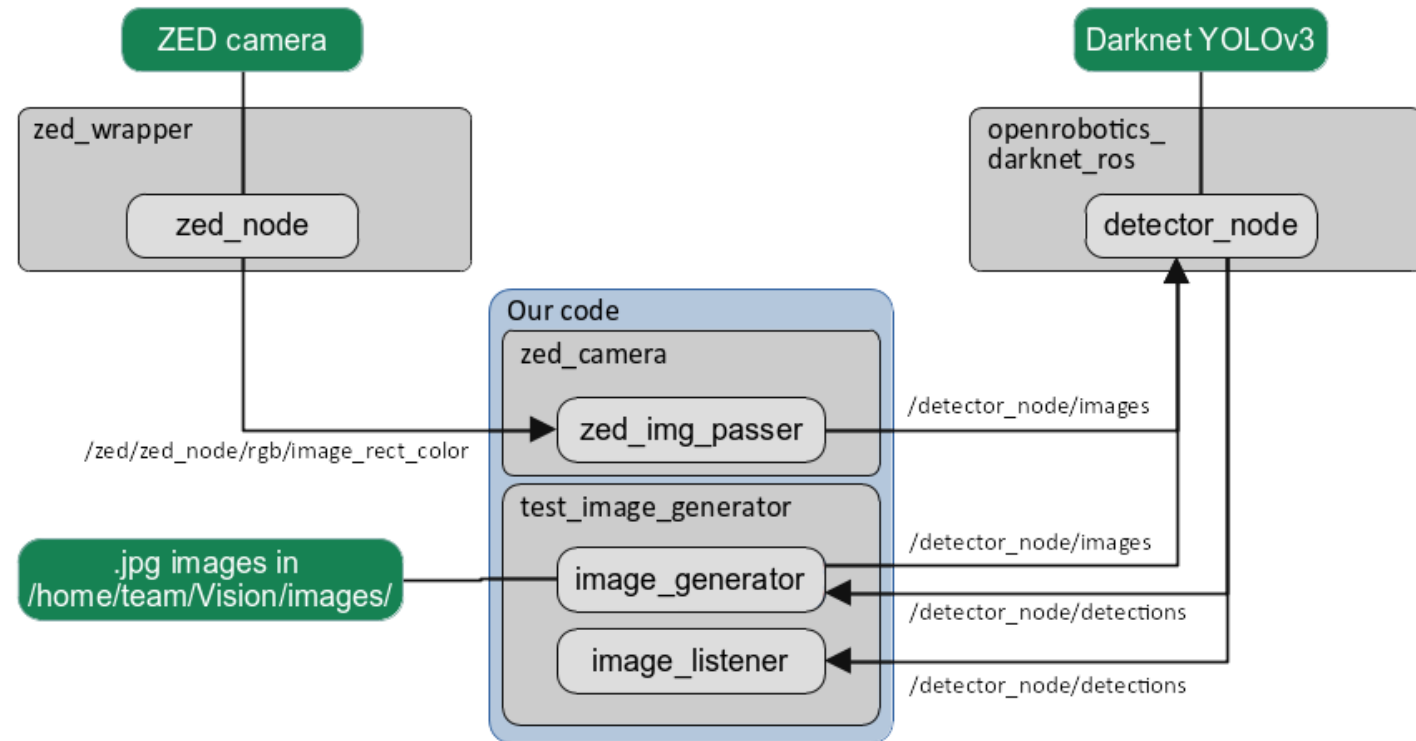 ZED camera
Darknet YOLOv3
zed_wrapper
zed_node
openrobotics_
darknet_ros
detector_node
Our code
zed_camera
zed_img_passer
/detector_node/images
/zed/zed_node/rgb/image_rect_color
test_image_generator
.jpg images in
/home/team/Vision/images/
image_generator
/detector_node/images
/detector_node/detections
image_listener
/detector_node/detections